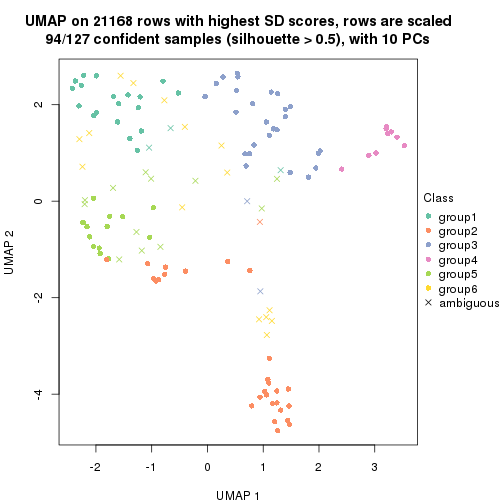 UMAP on 21168 rows with highest SD scores, rows are scaled
94/127 confident samples (silhouette > 0.5), with 10 PCs
2
0
-2
-4
UMAP 2
-2
-1
0
1
2
3
UMAP 1
Class
group1
group2
group3
group4
group5
group6
ambiguous